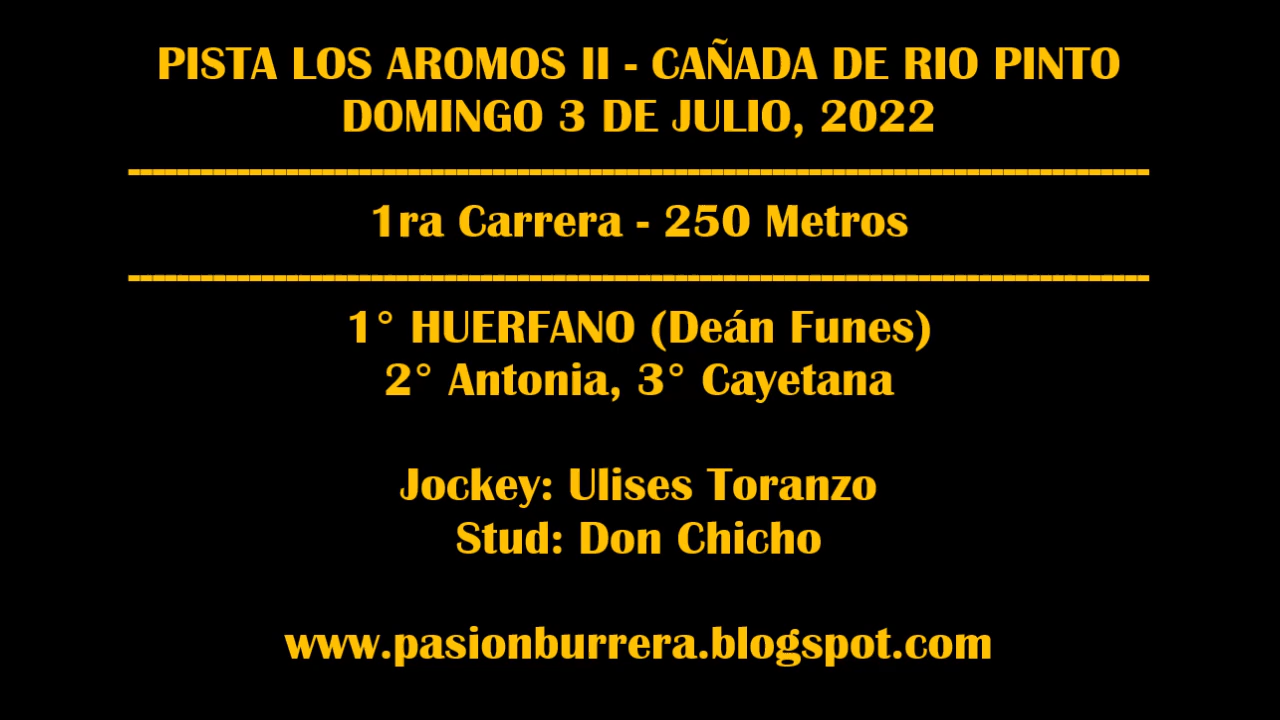 PISTA LOS AROMOS II - CAÑADA DE RIO PINTO
DOMINGO 3 DE JULIO, 2022
1ra Carrera - 250 Metros
1° HUERFANO (Deán Funes)
2° Antonia, 3° Cayetana
Jockey: Ulises Toranzo
Stud: Don Chicho
www.pasionburrera.blogspot.com